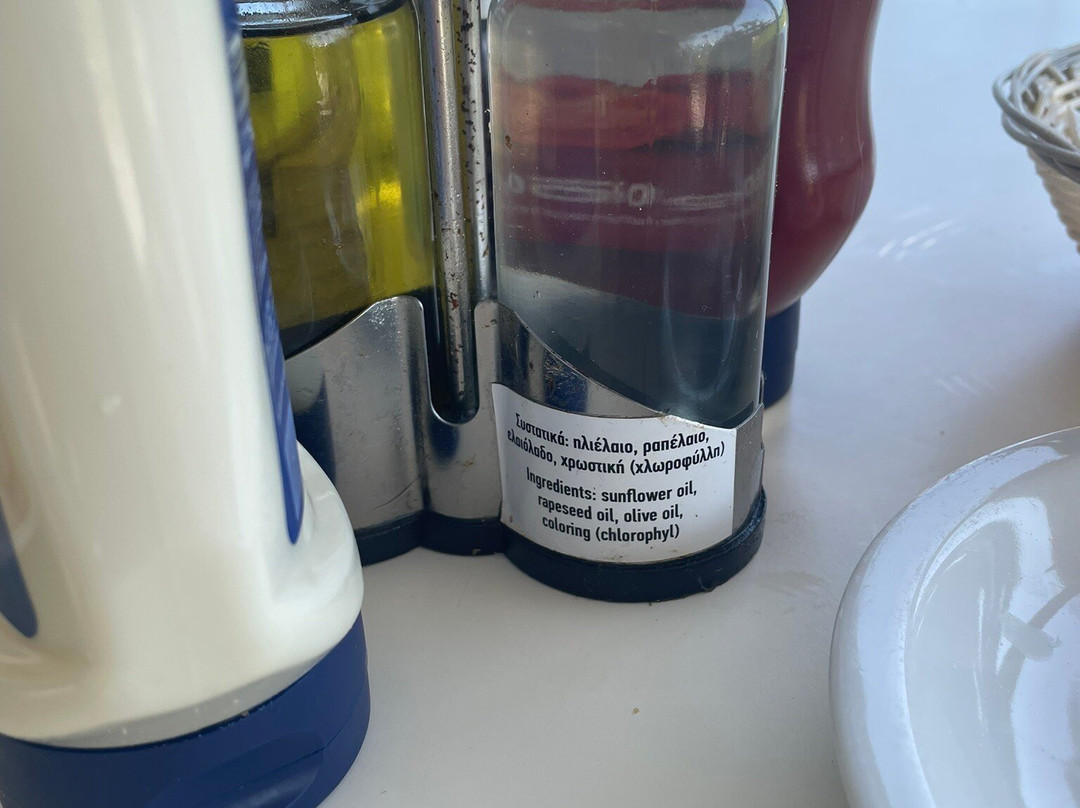 Συστατικά: ηλιέλαιο, ραπέλαιο,
ελαιόλαδο, χρωστική (χλωροφύλλη)
Ingredients: sunflower oil,
rapeseed oil, olive oil,
coloring (chlorophyl)